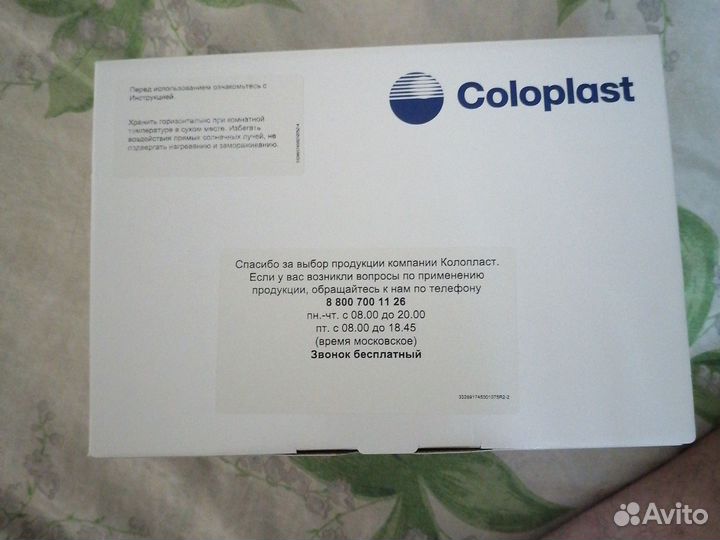 Перед использованием ознакомьтесь с
Инструкцией.
Хранить горизонтально при комнатной
температуре в сухом месте. Избегать
воздействия прямых солнечных лучей, не
подвергать нагреванию и замораживанию.
Coloplast
Спасибо за выбор продукции компании Колопласт.
Если у вас возникли вопросы по применению
продукции, обращайтесь к нам по телефону
8 800 700 11 26
пн.-чт. с 08.00 до 20.00
пт. с 08.00 до 18.45
(время московское)
Звонок бесплатный
Avito